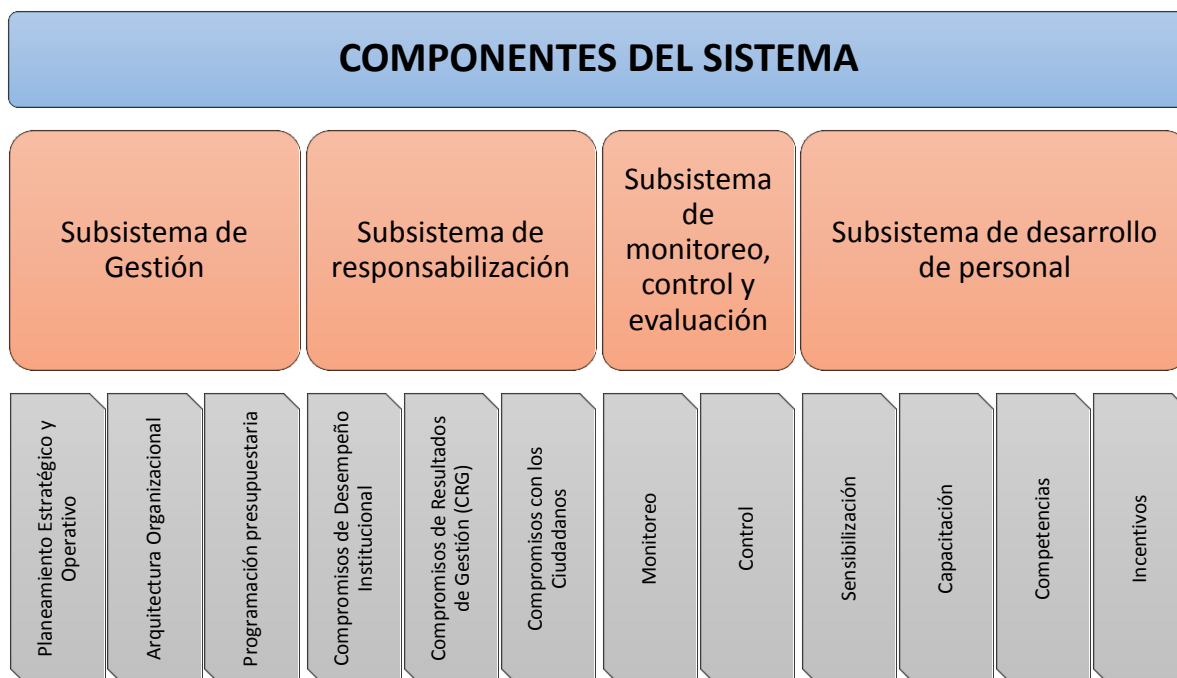 COMPONENTES DEL SISTEMA
Subsistema de
Gestión
Subsistema de
responsabilización
Subsistema
de
monitoreo,
control y
evaluación
Subsistema de desarrollo
de personal
Planeamiento Estratégico y
Operativo
Arquitectura Organizacional
Programación presupuestaria
Compromisos de Desempeño
Institucional
Compromisos de Resultados
de Gestión (CRG)
Compromisos con los
Ciudadanos
Monitoreo
Control
Sensibilización
Capacitación
Competencias
Incentivos